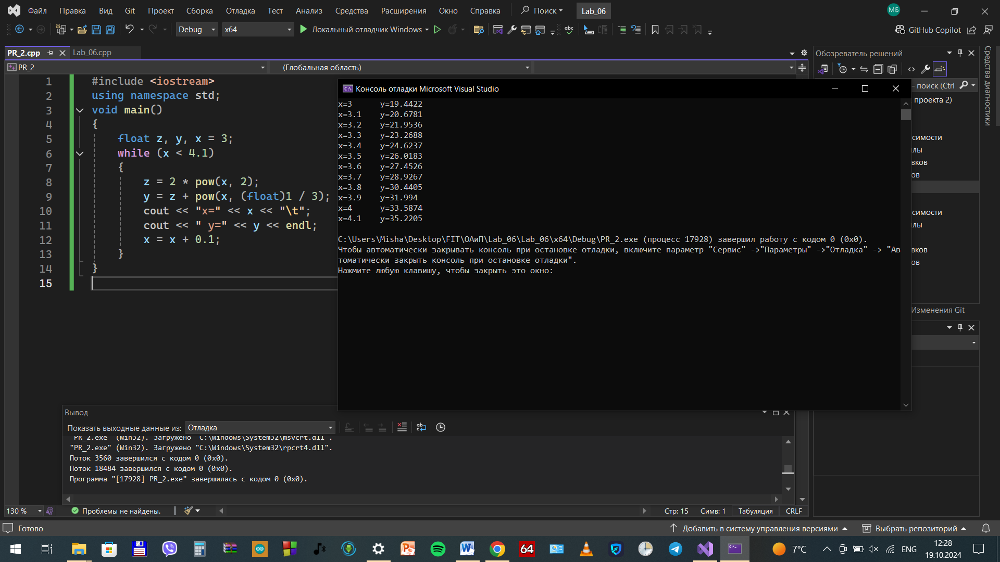 Файл Правка Вид Git Проект Сборка Отладка Тест Анализ Средства Расширения Окно Справка Поиск Lab_06 МБ
Debug x64 Локальный отладчик Windows abc GitHub Copilot
PR_2.cpp Lab_06.cpp
PR_2 (Глобальная область)
1 #include <iostream>
2 using namespace std;
3 void main()
4 {
5 float z, y, x = 3;
6 while (x < 4.1)
7 {
8 z = 2 * pow(x, 2);
9 y = z + pow(x, (float)1 / 3);
10 cout << "x=" << x << "\t";
11 cout << " y=" << y << endl;
12 x = x + 0.1;
13 }
14 }
15
Консоль отладки Microsoft Visual Studio
x=3 y=19.4422
x=3.1 y=20.6781
x=3.2 y=21.9536
x=3.3 y=23.2688
x=3.4 y=24.6237
x=3.5 y=26.0183
x=3.6 y=27.4526
x=3.7 y=28.9267
x=3.8 y=30.4405
x=3.9 y=31.994
x=4 y=33.5874
x=4.1 y=35.2205
C:\Users\Misha\Desktop\FIT\ОАиП\Lab_06\Lab_06\x64\Debug\PR_2.exe (процесс 17928) завершил работу с кодом 0 (0x0).
Чтобы автоматически закрывать консоль при остановке отладки, включите параметр "Сервис" ->"Параметры" ->"Отладка" -> "Ав
томатически закрыть консоль при остановке отладки".
Нажмите любую клавишу, чтобы закрыть это окно:
Обозреватель решений
– поиск (Ctrl
проекта 2)
симости
лы
вков
ов
симости
лы
вков
ов
Изменения Git
Средства диагностики
Вывод
Показать выходные данные из: Отладка
"PR_2.exe" (Win32). Загружено "C:\Windows\System32\msvcrt.dll".
"PR_2.exe" (Win32). Загружено "C:\Windows\System32\rpcrt4.dll".
Поток 3560 завершился с кодом 0 (0x0).
Поток 18484 завершился с кодом 0 (0x0).
Программа "[17928] PR_2.exe" завершилась с кодом 0 (0x0).
130 % Проблемы не найдены. Стр: 15 Симв: 1 Табуляция CRLF
Готово Добавить в систему управления версиями Выбрать репозиторий
64 7°C ENG 12:28
19.10.2024